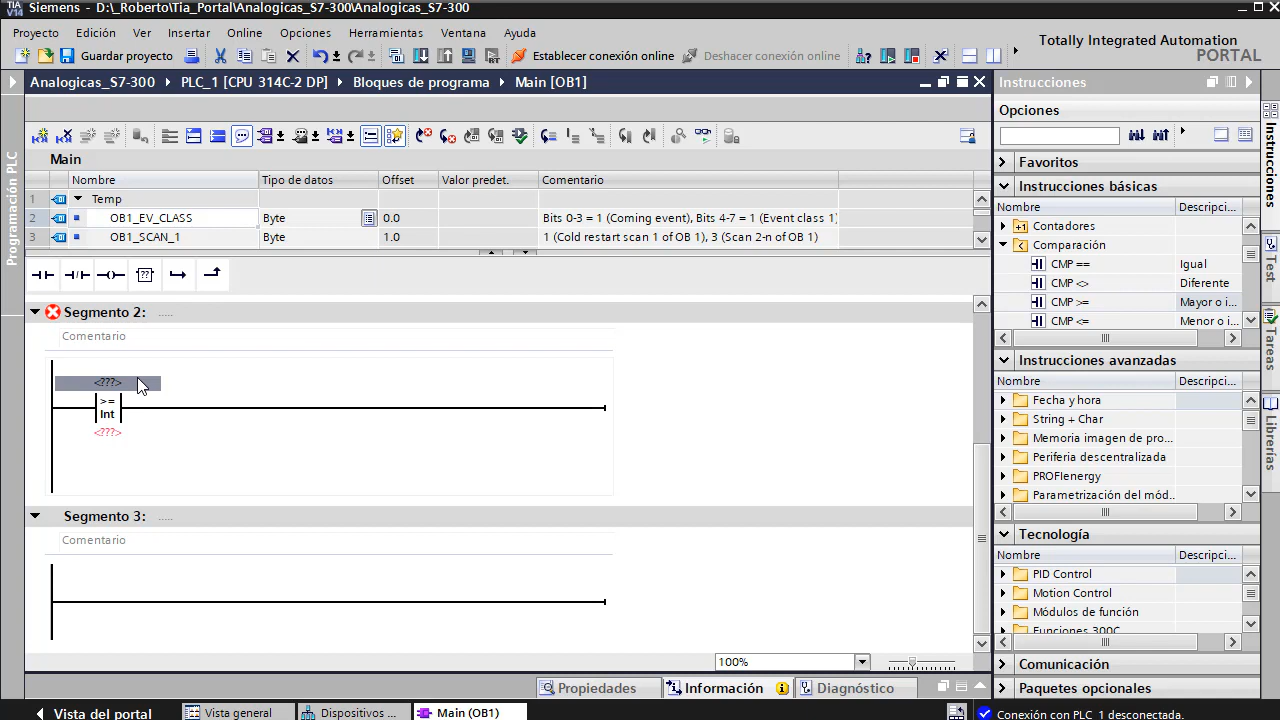 TIA V14 Siemens - D:\_Roberto\Tia_Portal\Analogicas_S7-300\Analogicas_S7-300
Proyecto Edición Ver Insertar Online Opciones Herramientas Ventana Ayuda
Totally Integrated Automation
PORTAL
Guardar proyecto Establecer conexión online Deshacer conexión online
Analogicas_S7-300 PLC_1 [CPU 314C-2 DP] Bloques de programa Main [OB1]
Instrucciones
Opciones
Programación PLC
Main
Nombre Tipo de datos Offset Valor predet. Comentario
1 Temp
2 OB1_EV_CLASS Byte 0.0 Bits 0-3 = 1 (Coming event), Bits 4-7 = 1 (Event class 1)
3 OB1_SCAN_1 Byte 1.0 1 (Cold restart scan 1 of OB 1), 3 (Scan 2-n of OB 1)
??
Segmento 2: .....
Comentario
<???>
>=
Int
<???>
Segmento 3: .....
Comentario
100%
Propiedades Información Diagnóstico
Favoritos
Instrucciones básicas
Nombre Descripci...
Contadores
Comparación
CMP == Igual
CMP <> Diferente
CMP >= Mayor o i...
CMP <= Menor o i...
Instrucciones avanzadas
Nombre Descripci...
Fecha y hora
String + Char
Memoria imagen de pro...
Periferia descentralizada
PROFIenergy
Parametrización del mód..
Tecnología
Nombre Descripci...
PID Control
Motion Control
Módulos de función
Funciones 300C
Comunicación
Paquetes opcionales
Instrucciones
Test
Tareas
Librerías
Vista del portal Vista general Dispositivos ... Main (OB1) Conexión con PLC_1 desconectada.